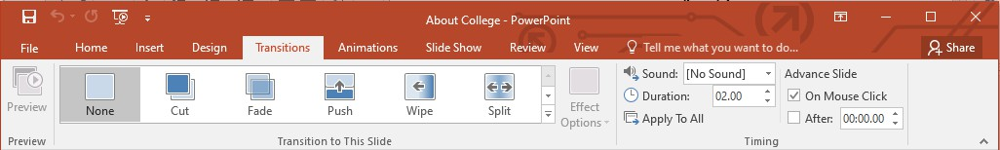 About College - PowerPoint
File Home Insert Design Transitions Animations Slide Show Review View Tell me what you want to do... Share
Preview
None Cut Fade Push Wipe Split
Effect Options
Sound: [No Sound]
Duration: 02.00
Apply To All
Advance Slide
On Mouse Click
After: 00:00.00
Preview Transition to This Slide Timing